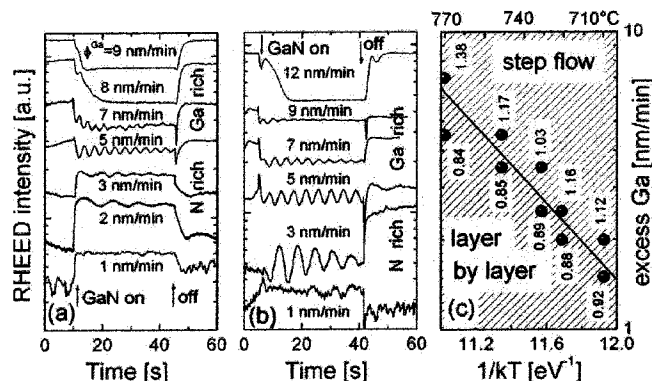 RHEED intensity [a.u.]
ϕGa=9 nm/min
8 nm/min
7 nm/min
5 nm/min
3 nm/min
2 nm/min
1 nm/min
Ga rich
N rich
(a)
GaN on
off
0 20 40 60
Time [s]
GaN on
off
12 nm/min
9 nm/min
7 nm/min
5 nm/min
3 nm/min
1 nm/min
Ga rich
N rich
(b)
0 20 40 60
Time [s]
770 740 710°C
10
step flow
1.38
1.17
1.03
1.16
1.12
0.84
0.85
0.89
0.88
0.92
layer
by layer
(c)
1
excess Ga [nm/min]
11.2 11.6 12.0
1/kT [eV-1]